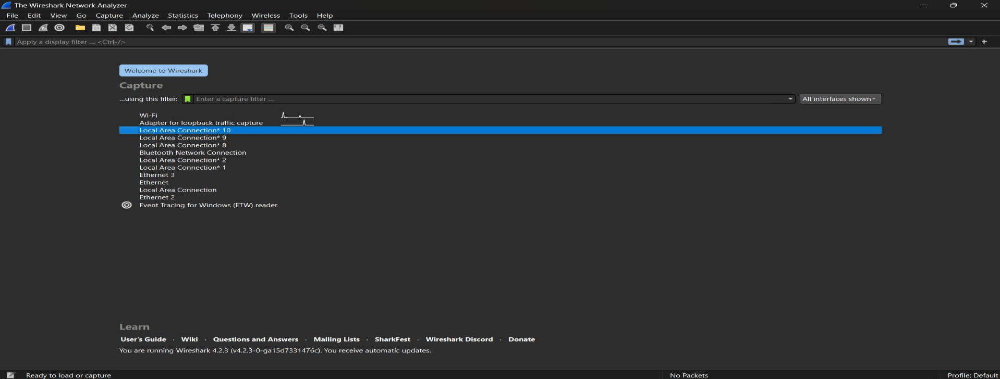 The Wireshark Network Analyzer
File Edit View Go Capture Analyze Statistics Telephony Wireless Tools Help
Apply a display filter ... <Ctrl-/>
Welcome to Wireshark
Capture
...using this filter: Enter a capture filter ... All interfaces shown
Wi-Fi
Adapter for loopback traffic capture
Local Area Connection* 10
Local Area Connection* 9
Local Area Connection* 8
Bluetooth Network Connection
Local Area Connection* 2
Local Area Connection* 1
Ethernet 3
Ethernet
Local Area Connection
Ethernet 2
Event Tracing for Windows (ETW) reader
Learn
User's Guide · Wiki · Questions and Answers · Mailing Lists · SharkFest · Wireshark Discord · Donate
You are running Wireshark 4.2.3 (v4.2.3-0-ga15d7331476c). You receive automatic updates.
Ready to load or capture No Packets Profile: Default